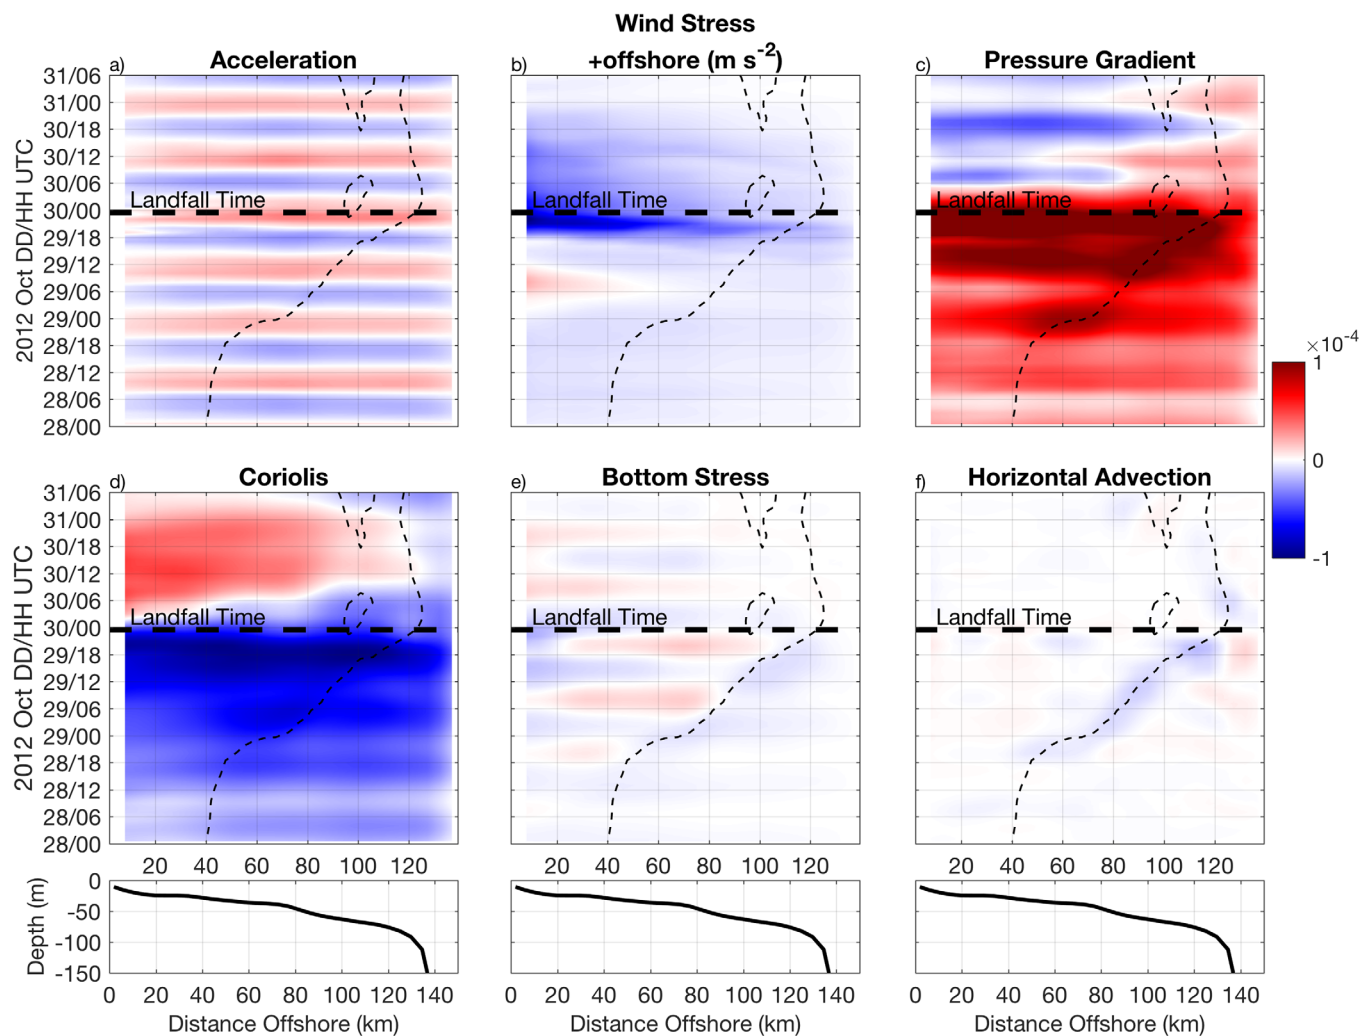 Wind Stress
a) Acceleration
b) +offshore (m s⁻²)
c) Pressure Gradient
31/06
31/00
30/18
30/12
30/06
30/00
29/18
29/12
29/06
29/00
28/18
28/12
28/06
28/00
2012 Oct DD/HH UTC
Landfall Time
Landfall Time
Landfall Time
×10⁻⁴
1
0
-1
d) Coriolis
e) Bottom Stress
f) Horizontal Advection
31/06
31/00
30/18
30/12
30/06
30/00
29/18
29/12
29/06
29/00
28/18
28/12
28/06
28/00
2012 Oct DD/HH UTC
Landfall Time
Landfall Time
Landfall Time
20 40 60 80 100 120
20 40 60 80 100 120
20 40 60 80 100 120
0
-50
-100
-150
Depth (m)
0 20 40 60 80 100 120 140
0 20 40 60 80 100 120 140
0 20 40 60 80 100 120 140
Distance Offshore (km)
Distance Offshore (km)
Distance Offshore (km)